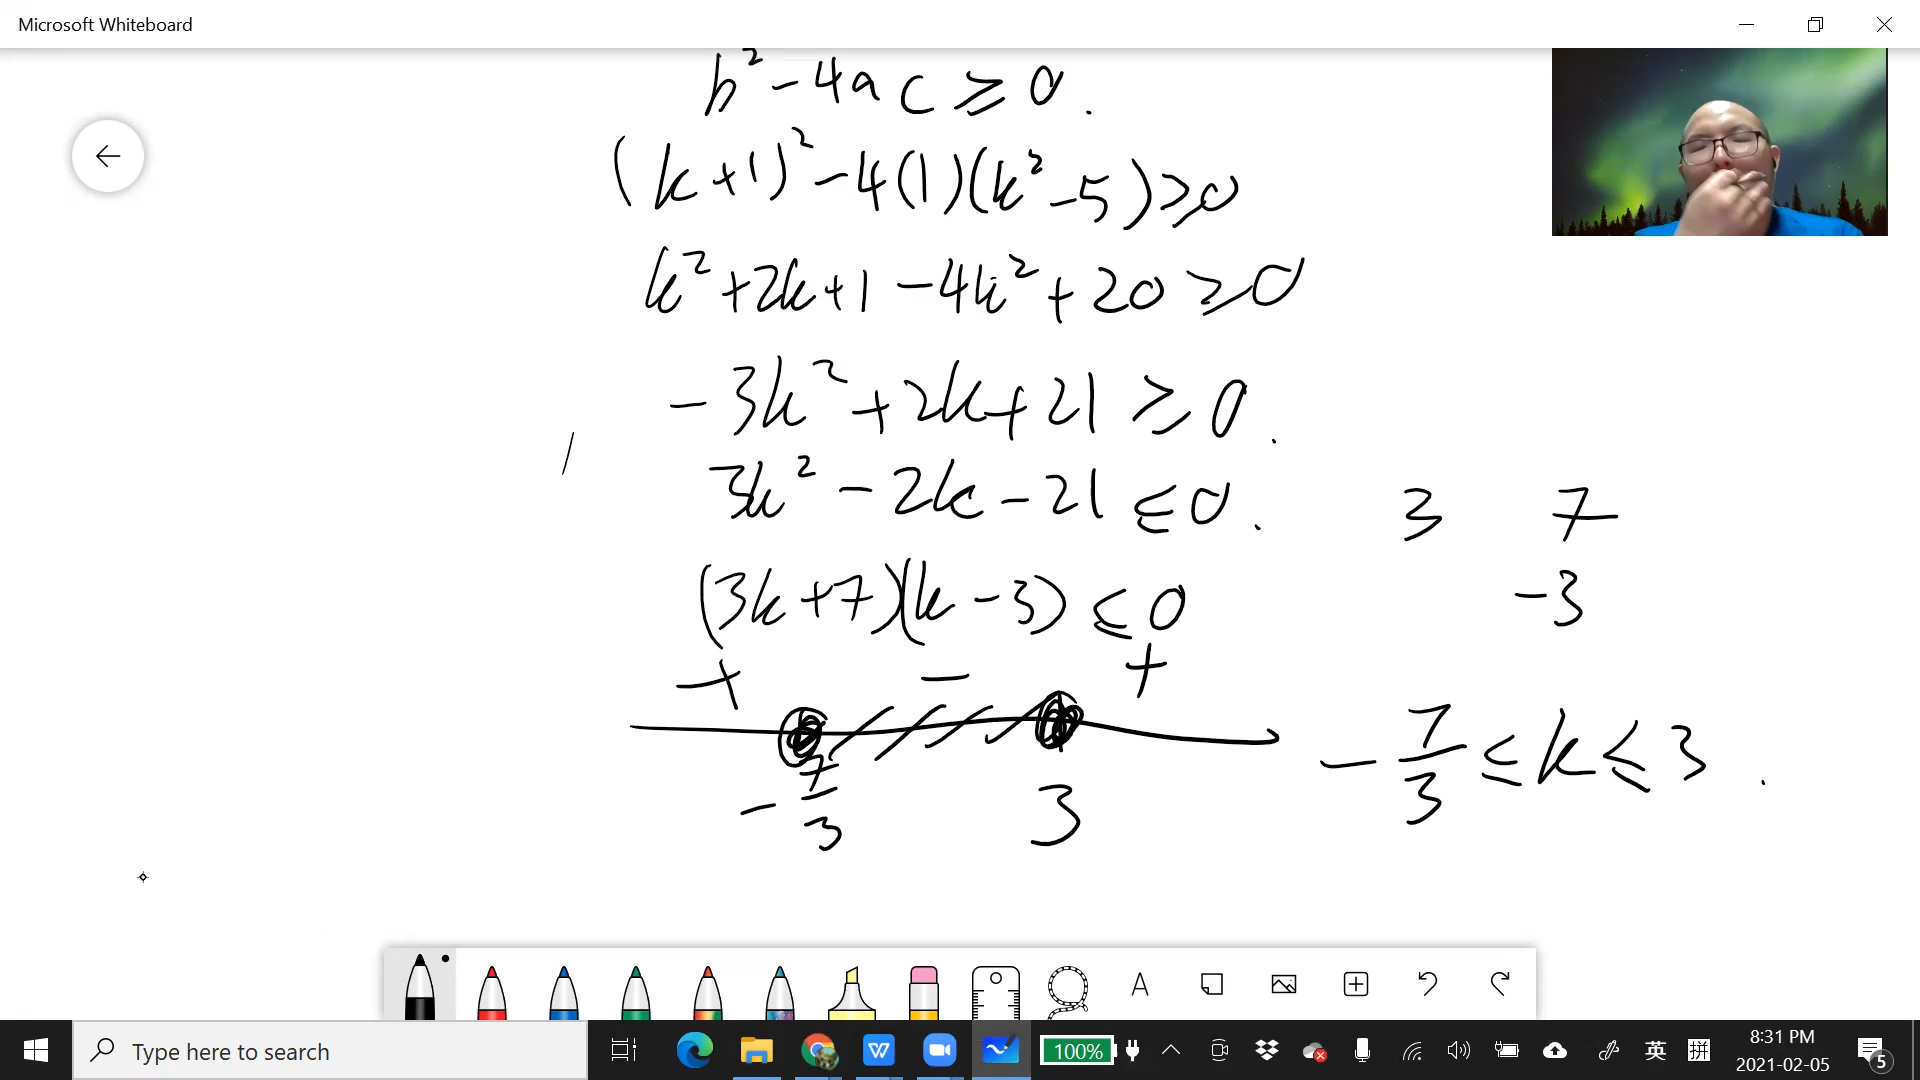 Microsoft Whiteboard
b² - 4ac ≥ 0.
(k+1)² - 4(1)(k² - 5) ≥ 0
k² + 2k + 1 - 4k² + 20 ≥ 0
-3k² + 2k + 21 ≥ 0.
3k² - 2k - 21 ≤ 0.
3 7
(3k+7)(k-3) ≤ 0
-3
+ - +
-7/3 3
-7/3 ≤ k ≤ 3.
A
Type here to search
W
100%
英
拼
8:31 PM
2021-02-05
5